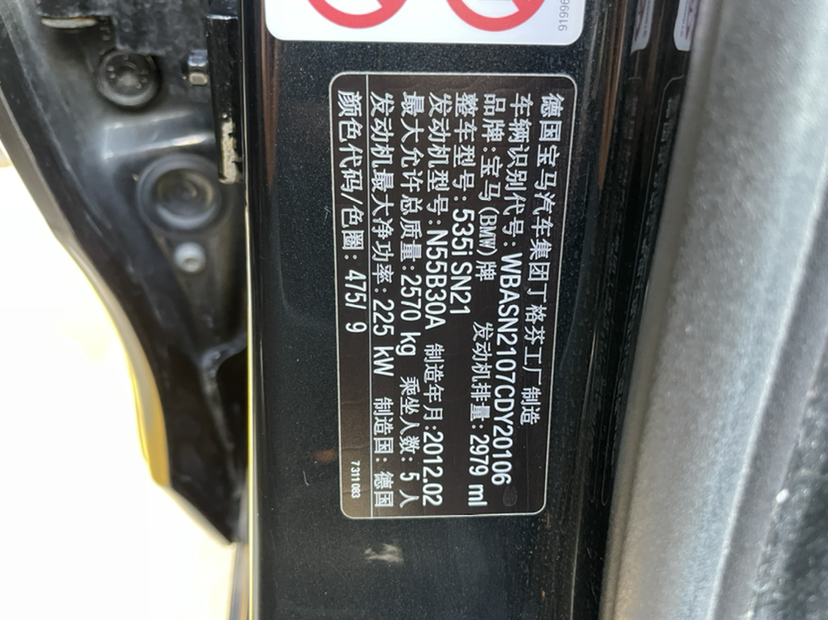 德国宝马汽车集团丁格芬工厂 制造
车辆识别代号: WBASN2107CDY20106
品牌: 宝马(BMW)牌 发动机排量: 2979 ml
整车型号: 535i SN21
发动机型号: N55B30A 制造年月: 2012.02
最大允许总质量: 2570 kg 乘坐人数: 5 人
发动机最大净功率: 225 kW 制造国: 德国
颜色代码/色圈: 475/ 9
7 311 083